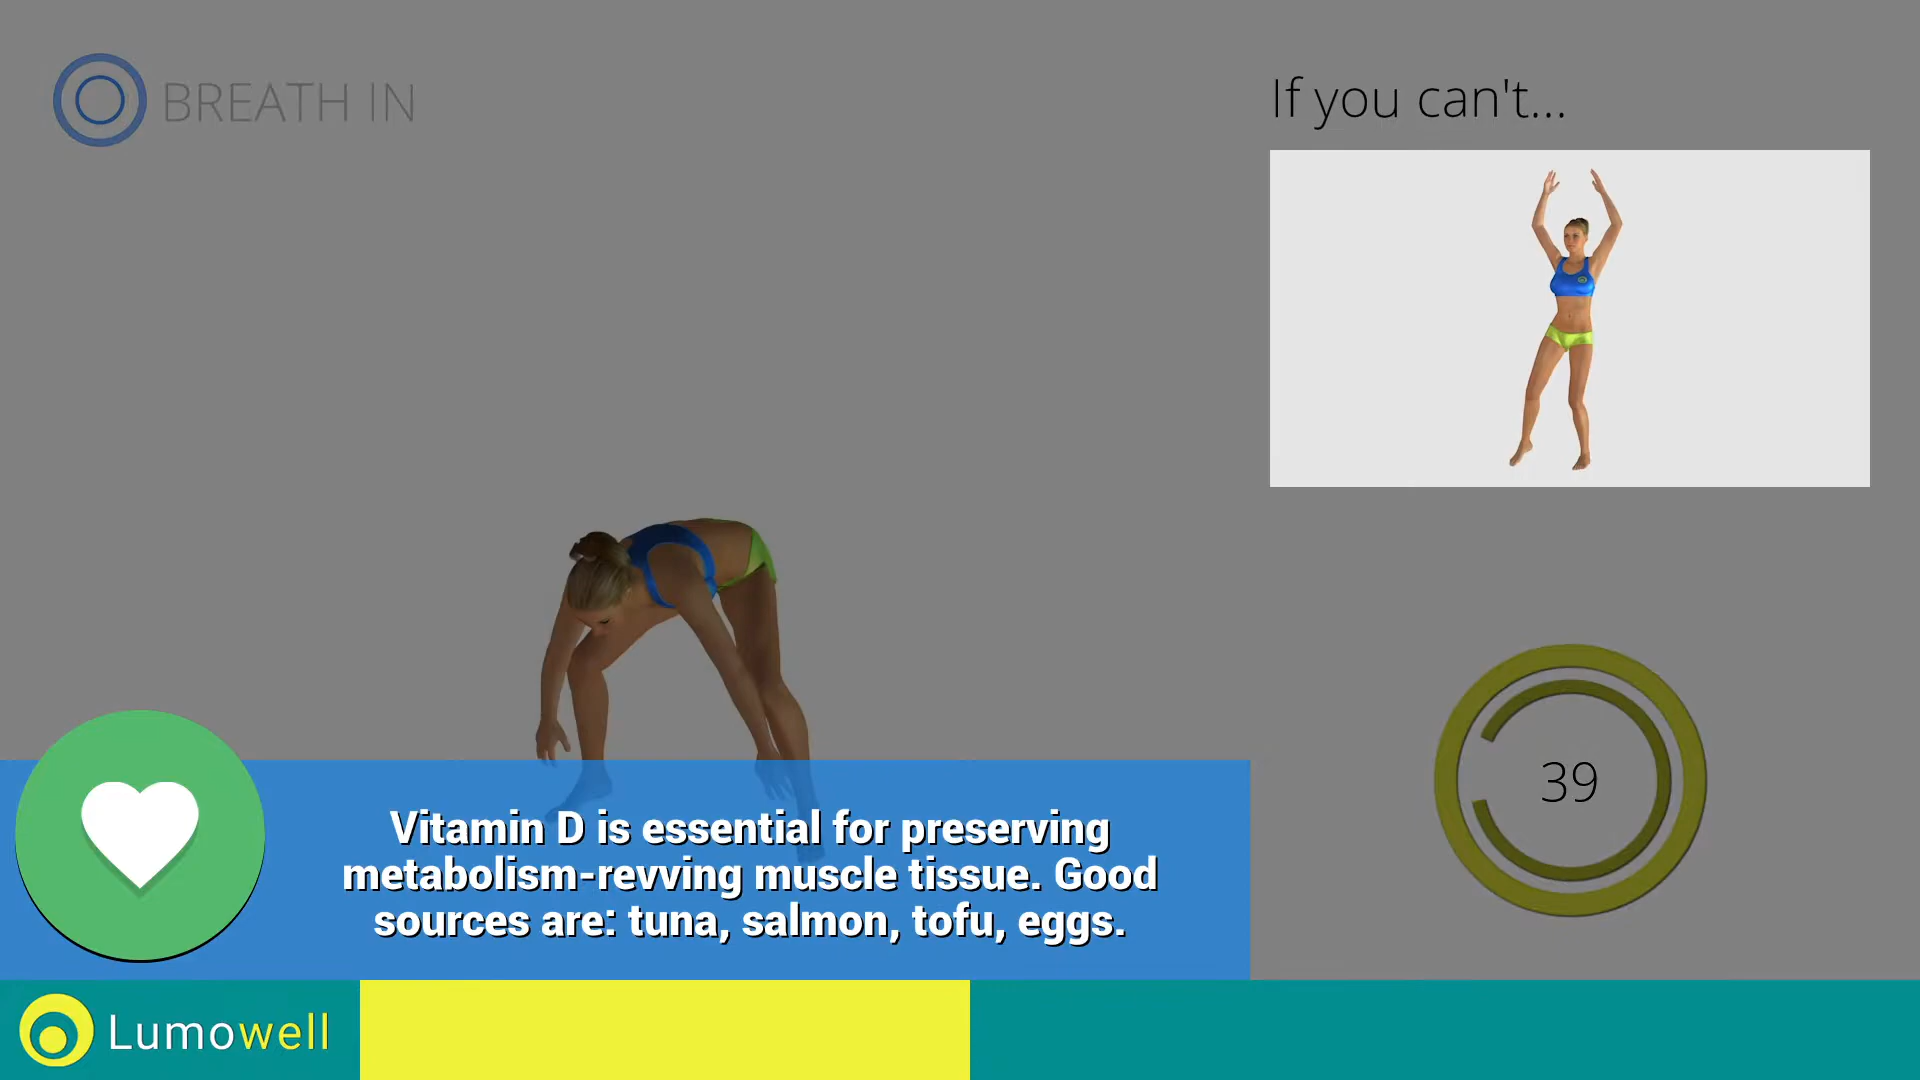 BREATH IN
If you can't...
39
Vitamin D is essential for preserving
metabolism-revving muscle tissue. Good
sources are: tuna, salmon, tofu, eggs.
Lumowell